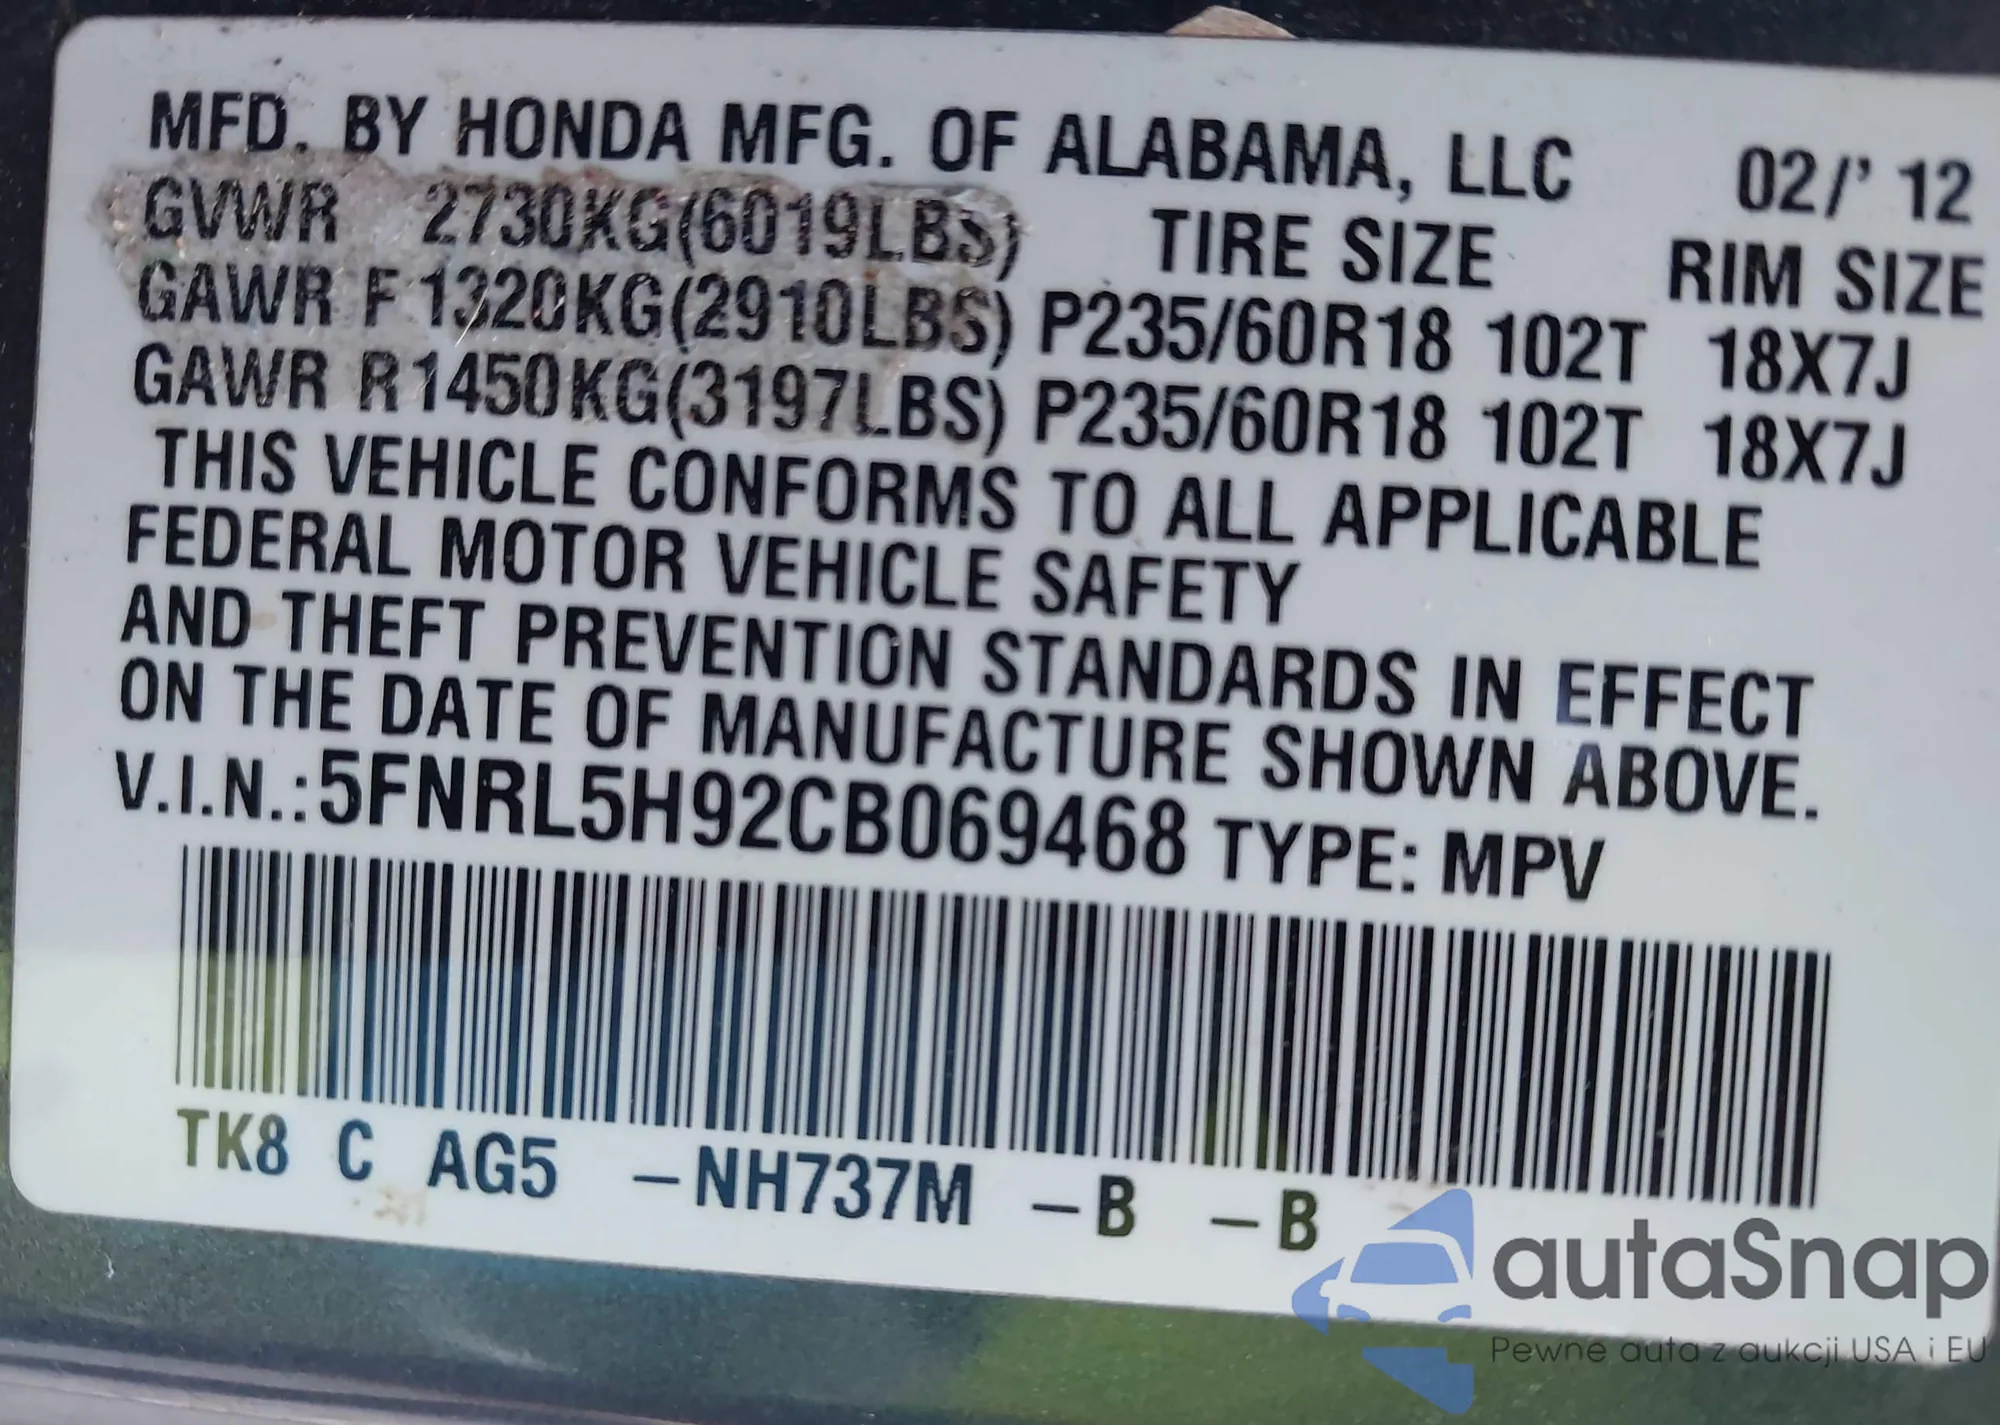 MFD. BY HONDA MFG. OF ALABAMA, LLC 02/' 12
GVWR 2730KG(6019LBS) TIRE SIZE RIM SIZE
GAWR F 1320KG(2910LBS) P235/60R18 102T 18X7J
GAWR R1450KG(3197LBS) P235/60R18 102T 18X7J
THIS VEHICLE CONFORMS TO ALL APPLICABLE
FEDERAL MOTOR VEHICLE SAFETY
AND THEFT PREVENTION STANDARDS IN EFFECT
ON THE DATE OF MANUFACTURE SHOWN ABOVE.
V.I.N.:5FNRL5H92CB069468 TYPE: MPV
TK8 C AG5 -NH737M -B -B
autaSnap
Pewne auta z aukcji USA i EU